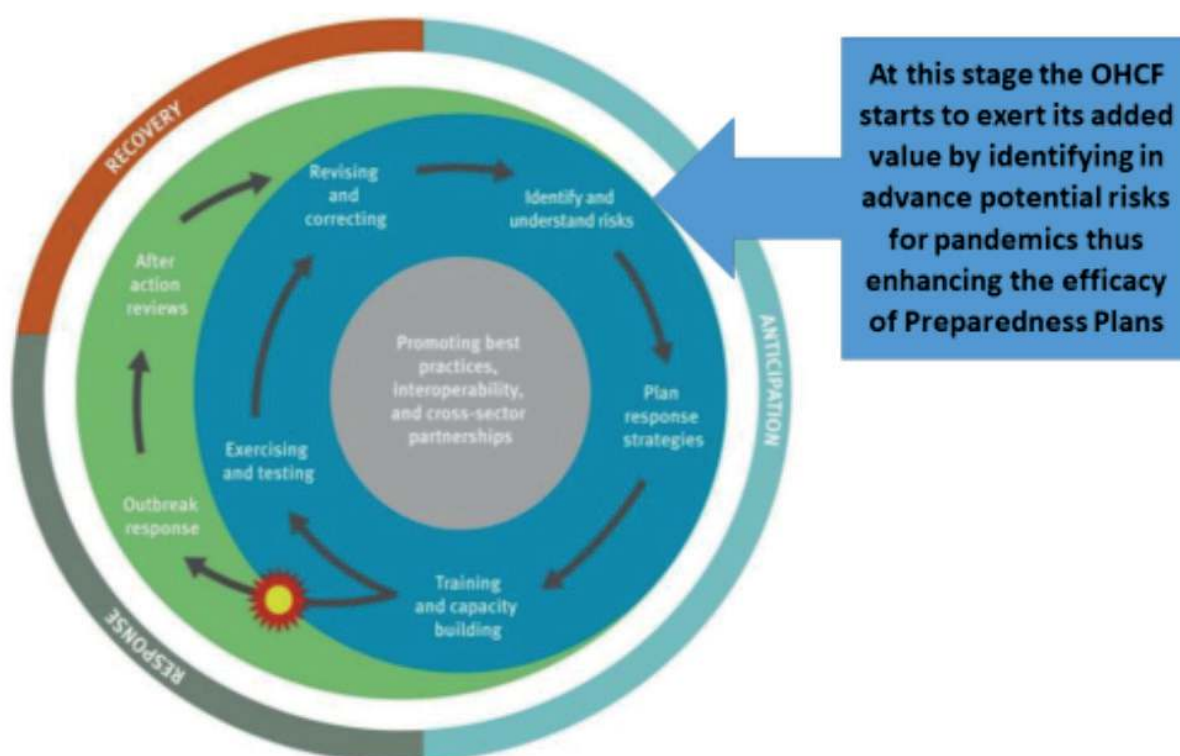 At this stage the OHCF
starts to exert its added
value by identifying in
advance potential risks
for pandemics thus
enhancing the efficacy
of Preparedness Plans
RECOVERY
ANTICIPATION
RESPONSE
Revising
and
correcting
Identify and
understand risks
Plan
response
strategies
Training
and capacity
building
Exercising
and testing
Outbreak
response
After
action
reviews
Promoting best
practices,
interoperability,
and cross-sector
partnerships